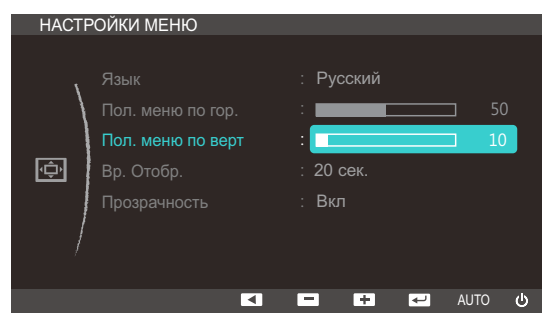 НАСТРОЙКИ МЕНЮ
Язык : Русский
Пол. меню по гор. : 50
Пол. меню по верт : 10
Вр. Отобр. : 20 сек.
Прозрачность : Вкл
AUTO